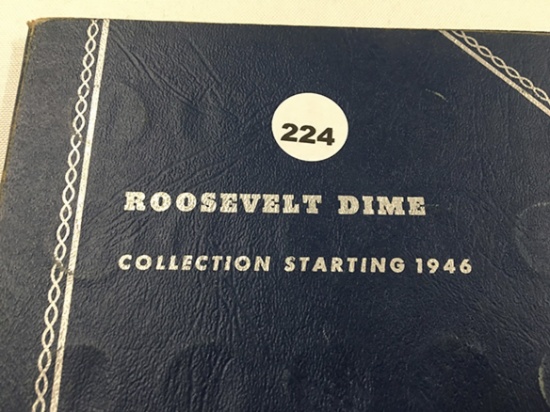 224
ROOSEVELT DIME
COLLECTION STARTING 1946